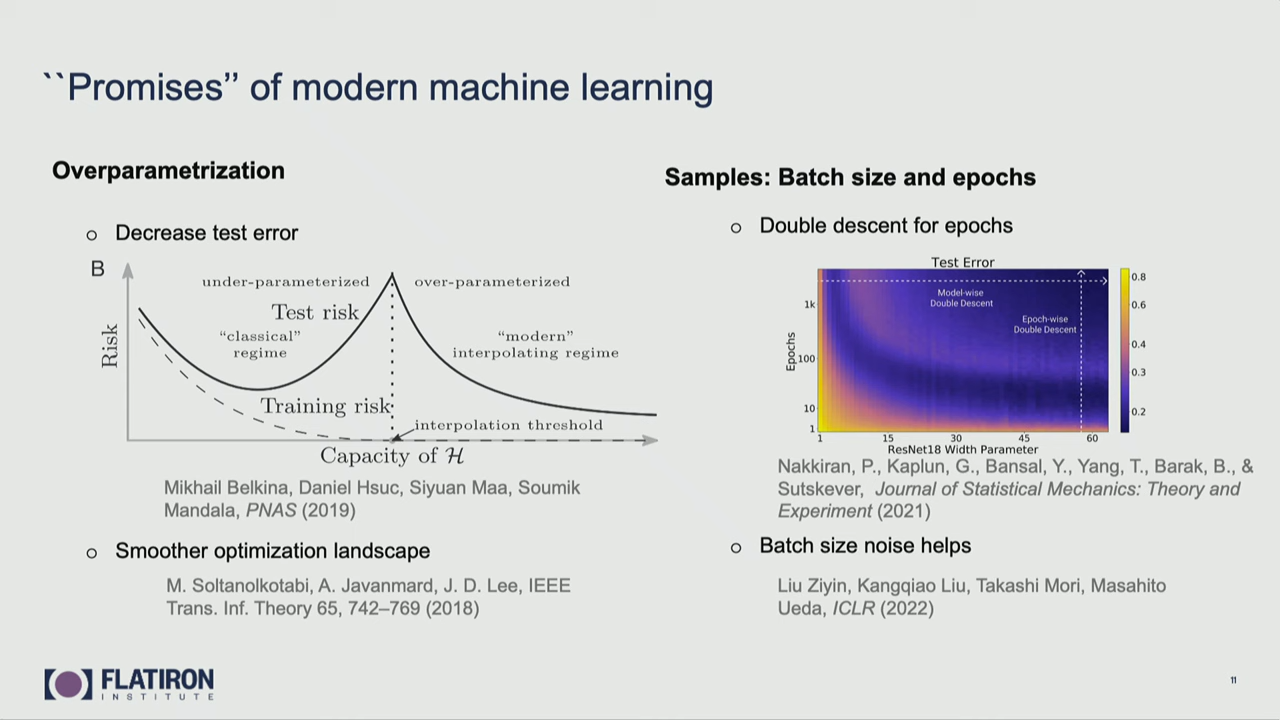 ``Promises’’ of modern machine learning
Overparametrization
o Decrease test error
B
under-parameterized
over-parameterized
Test risk
“classical”
regime
“modern”
interpolating regime
Risk
Training risk
interpolation threshold
Capacity of ℋ
Mikhail Belkina, Daniel Hsuc, Siyuan Maa, Soumik
Mandala, PNAS (2019)
o Smoother optimization landscape
M. Soltanolkotabi, A. Javanmard, J. D. Lee, IEEE
Trans. Inf. Theory 65, 742–769 (2018)
Samples: Batch size and epochs
o Double descent for epochs
Test Error
Model-wise
Double Descent
Epoch-wise
Double Descent
Epochs
1k
100
10
1
1 15 30 45 60
ResNet18 Width Parameter
0.8
0.6
0.4
0.3
0.2
Nakkiran, P., Kaplun, G., Bansal, Y., Yang, T., Barak, B., &
Sutskever, Journal of Statistical Mechanics: Theory and
Experiment (2021)
o Batch size noise helps
Liu Ziyin, Kangqiao Liu, Takashi Mori, Masahito
Ueda, ICLR (2022)
FLATIRON
INSTITUTE
11